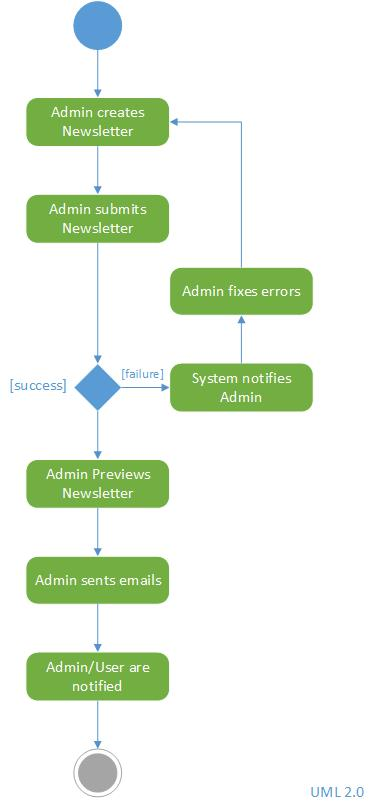 Admin creates
Newsletter
Admin submits
Newsletter
Admin fixes errors
[failure]
[success]
System notifies
Admin
Admin Previews
Newsletter
Admin sents emails
Admin/User are
notified
UML 2.0